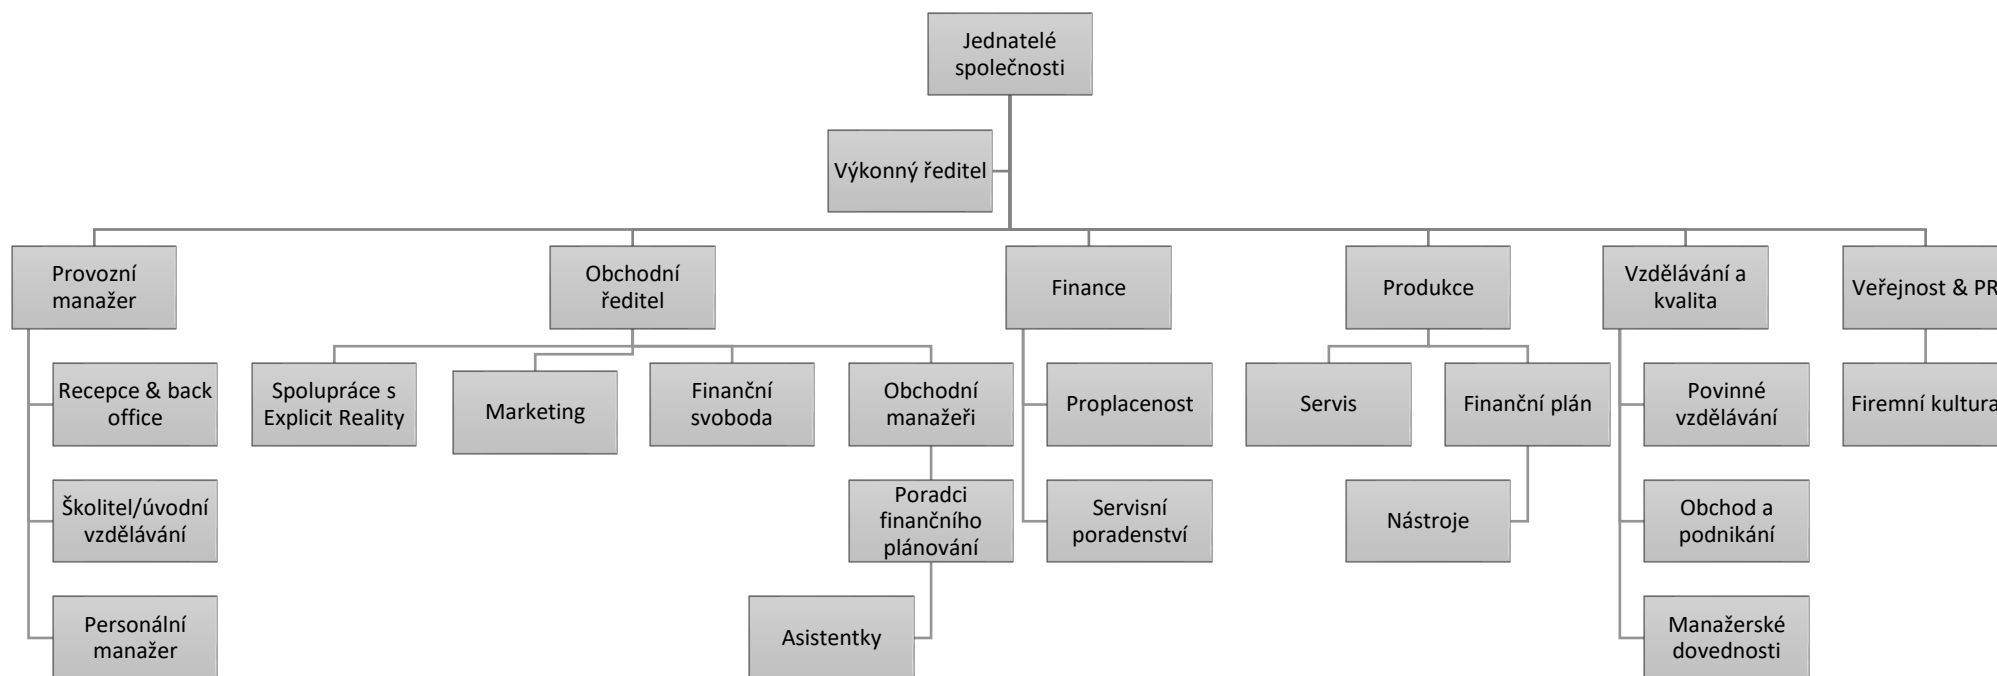 Jednatelé
společnosti
Výkonný ředitel
Provozní
manažer
Obchodní
ředitel
Finance
Produkce
Vzdělávání a
kvalita
Veřejnost & PR
Recepce & back
office
Spolupráce s
Explicit Reality
Marketing
Finanční
svoboda
Obchodní
manažeři
Proplacenost
Servis
Finanční plán
Povinné
vzdělávání
Firemní kultura
Školitel/úvodní
vzdělávání
Poradci
finančního
plánování
Servisní
poradenství
Nástroje
Obchod a
podnikání
Personální
manažer
Asistentky
Manažerské
dovednosti